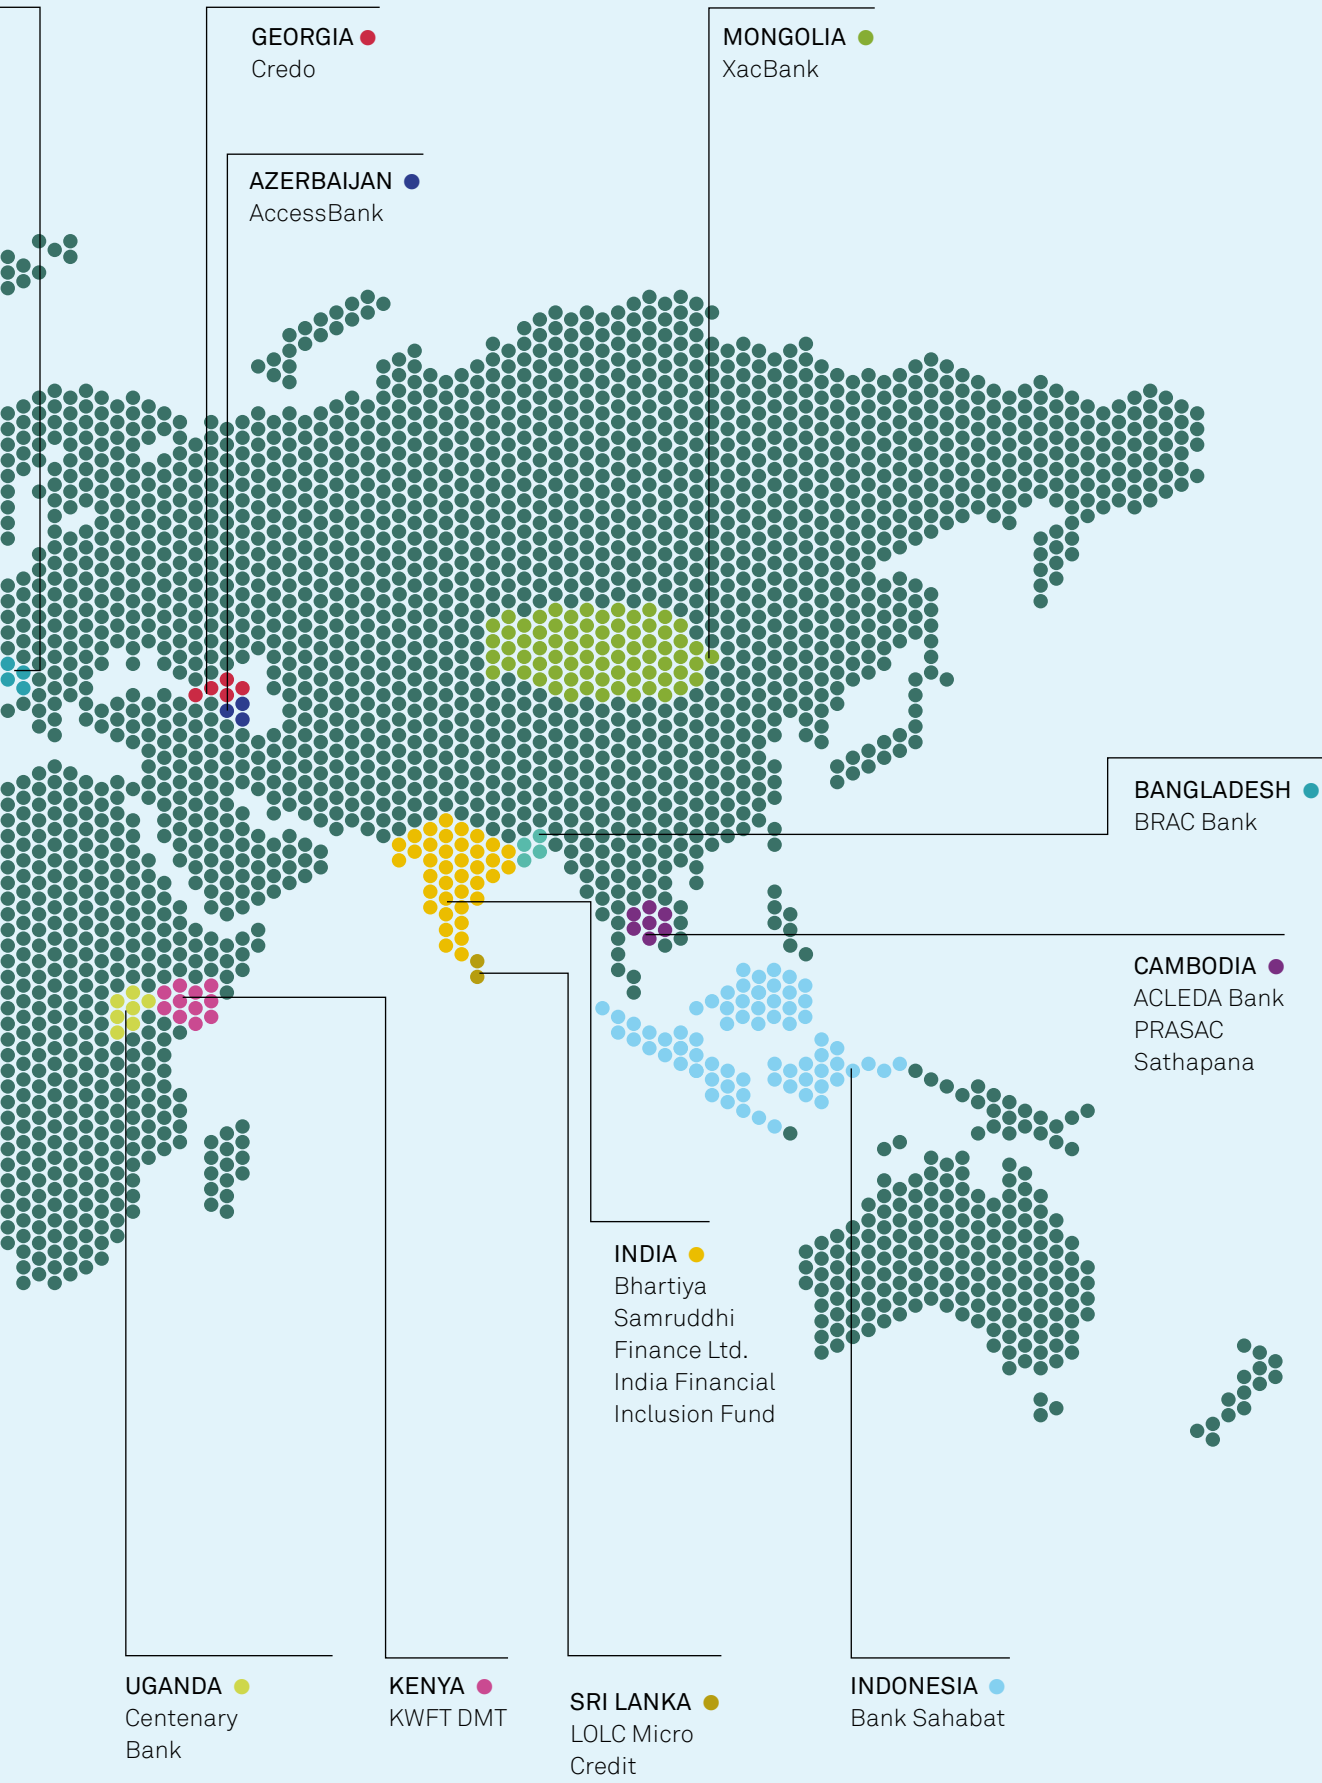 GEORGIA
Credo
MONGOLIA
XacBank
AZERBAIJAN
AccessBank
BANGLADESH
BRAC Bank
CAMBODIA
ACLEDA Bank
PRASAC
Sathapana
INDIA
Bhartiya
Samruddhi
Finance Ltd.
India Financial
Inclusion Fund
UGANDA
Centenary
Bank
KENYA
KWFT DMT
SRI LANKA
LOLC Micro
Credit
INDONESIA
Bank Sahabat